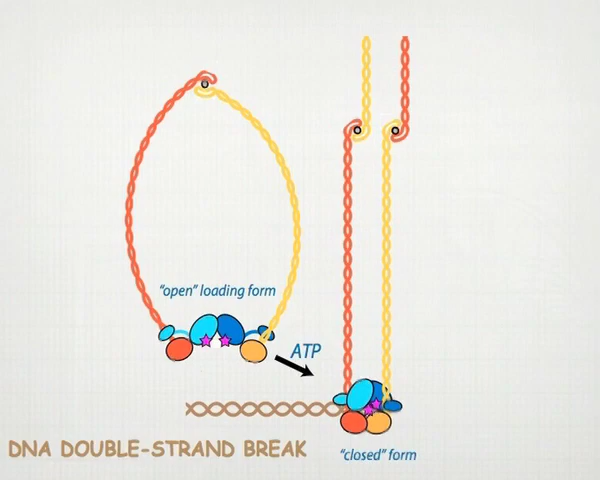 "open" loading form
ATP
DNA DOUBLE-STRAND BREAK
"closed" form